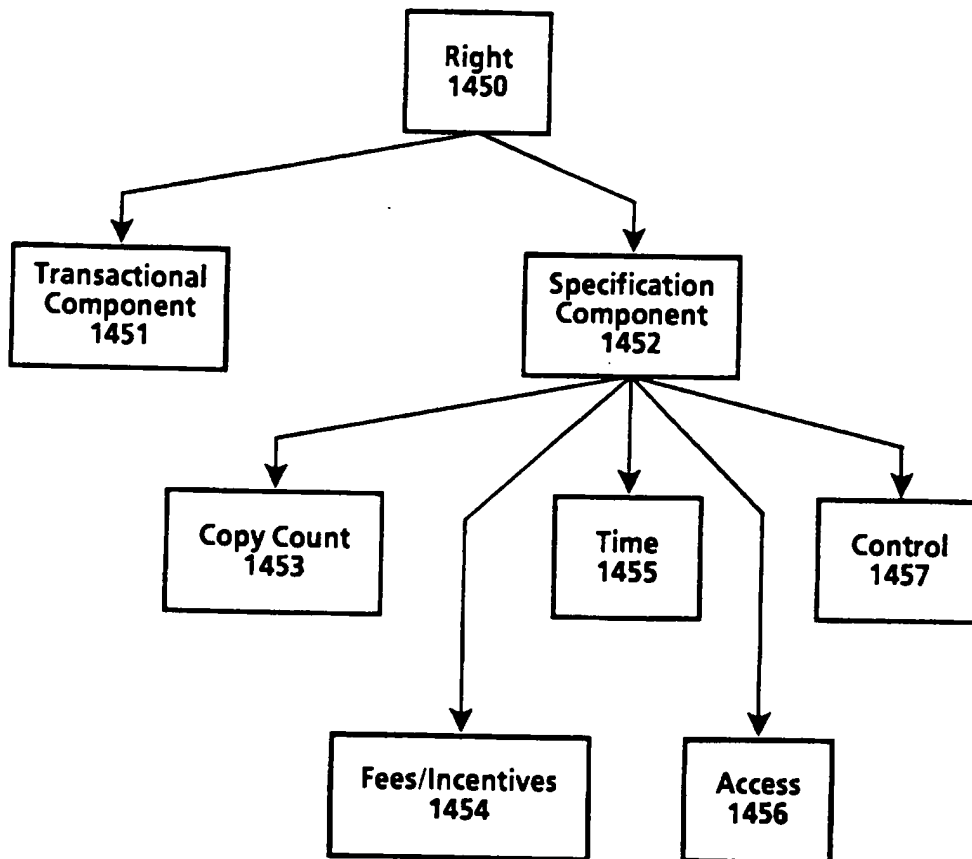 Right
1450
Transactional
Component
1451
Specification
Component
1452
Copy Count
1453
Time
1455
Control
1457
Fees/Incentives
1454
Access
1456